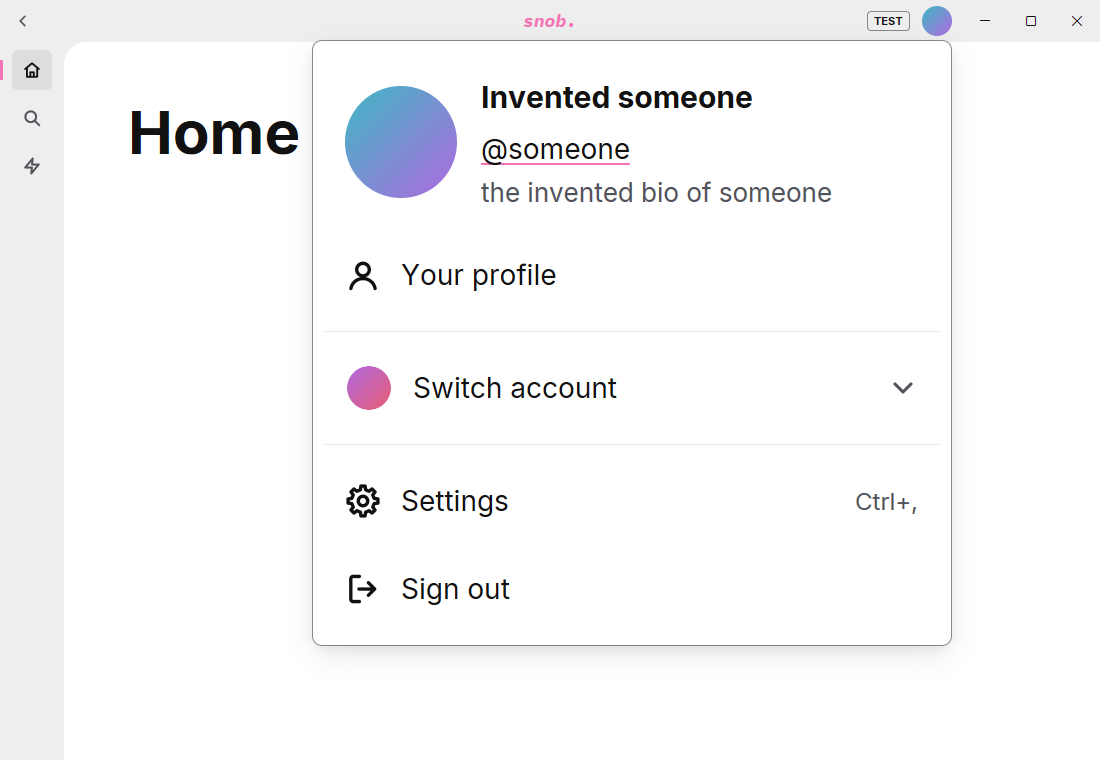 snob.
TEST
Home
Invented someone
@someone
the invented bio of someone
Your profile
Switch account
Settings
Ctrl+,
Sign out